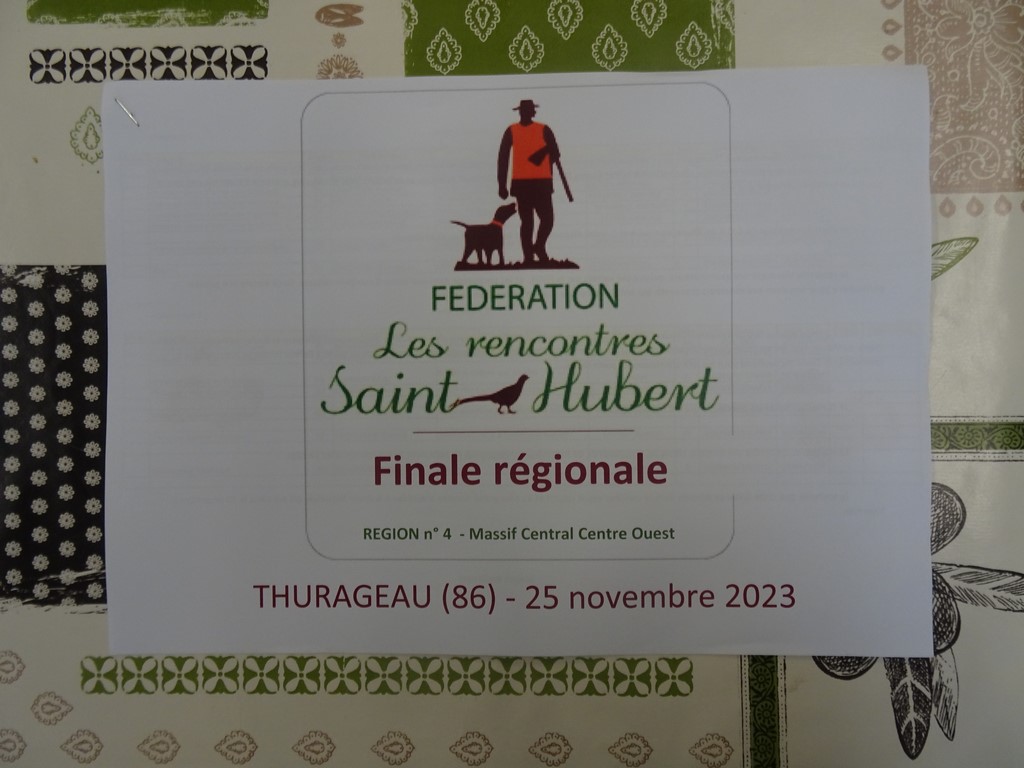 FEDERATION
Les rencontres
Saint Hubert
Finale régionale
REGION n° 4 - Massif Central Centre Ouest
THURAGEAU (86) - 25 novembre 2023